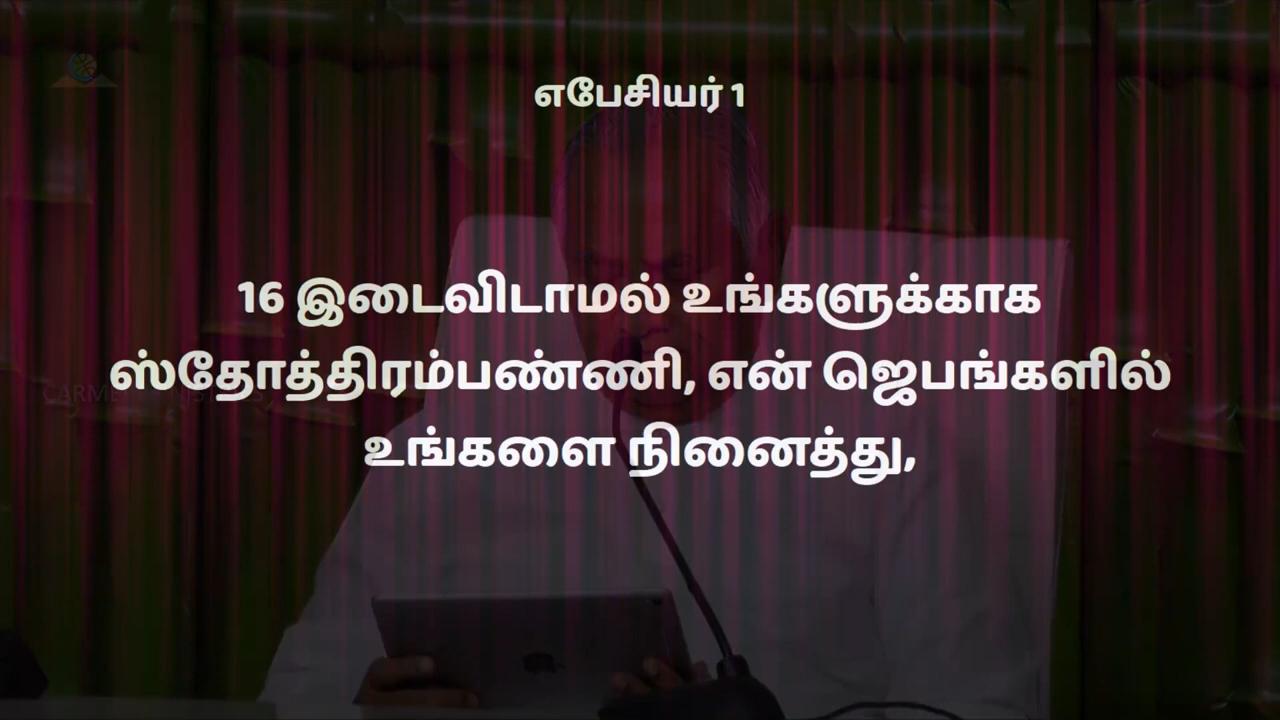 எபேசியர் 1
16 இடைவிடாமல் உங்களுக்காக
ஸ்தோத்திரம்பண்ணி, என் ஜெபங்களில்
உங்களை நினைத்து,